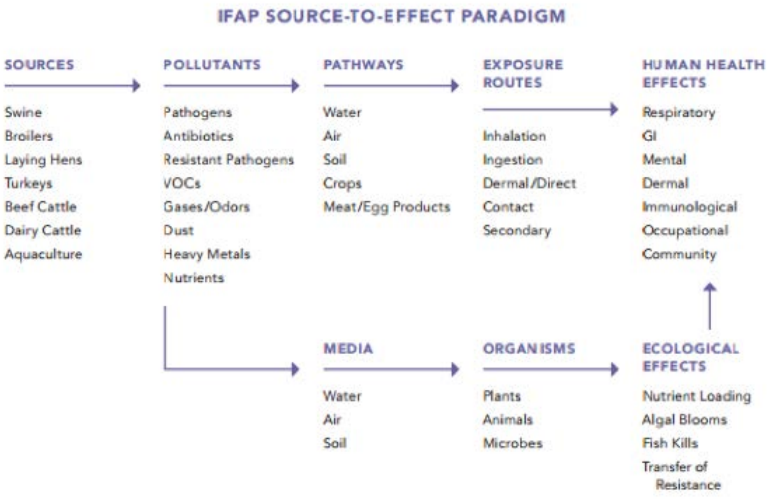 IFAP SOURCE-TO-EFFECT PARADIGM
SOURCES
Swine
Broilers
Laying Hens
Turkeys
Beef Cattle
Dairy Cattle
Aquaculture
POLLUTANTS
Pathogens
Antibiotics
Resistant Pathogens
VOCs
Gases/Odors
Dust
Heavy Metals
Nutrients
PATHWAYS
Water
Air
Soil
Crops
Meat/Egg Products
EXPOSURE
ROUTES
Inhalation
Ingestion
Dermal/Direct
Contact
Secondary
HUMAN HEALTH
EFFECTS
Respiratory
GI
Mental
Dermal
Immunological
Occupational
Community
MEDIA
Water
Air
Soil
ORGANISMS
Plants
Animals
Microbes
ECOLOGICAL
EFFECTS
Nutrient Loading
Algal Blooms
Fish Kills
Transfer of
Resistance